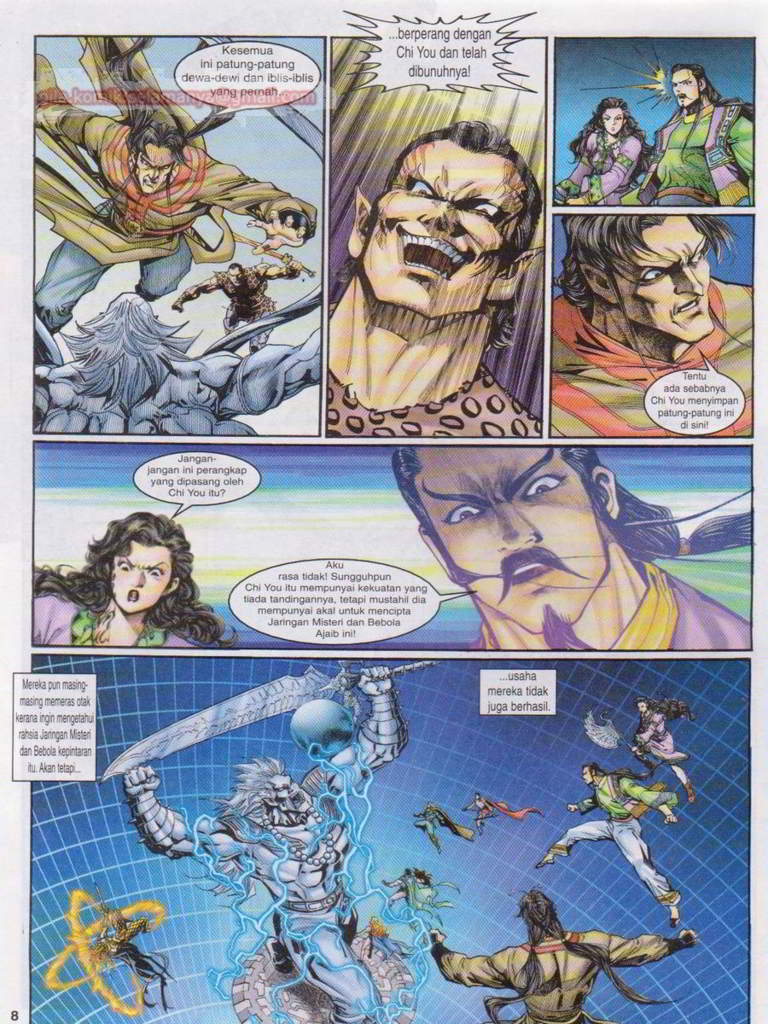 Kesemua
ini patung-patung
dewa-dewi dan iblis-iblis
yang pernah
...berperang dengan
Chi You dan telah
dibunuhnya!
Tentu
ada sebabnya
Chi You menyimpan
patung-patung ini
di sini!
Jangan-
jangan ini perangkap
yang dipasang oleh
Chi You itu?
Aku
rasa tidak! Sungguhpun
Chi You itu mempunyai kekuatan yang
tiada tandingannya, tetapi mustahil dia
mempunyai akal untuk mencipta
Jaringan Misteri dan Bebola
Ajaib ini!
Mereka pun masing-
masing memeras otak
kerana ingin mengetahui
rahsia Jaringan Misteri
dan Bebola kepintaran
itu. Akan tetapi...
...usaha
mereka tidak
juga berhasil.
8